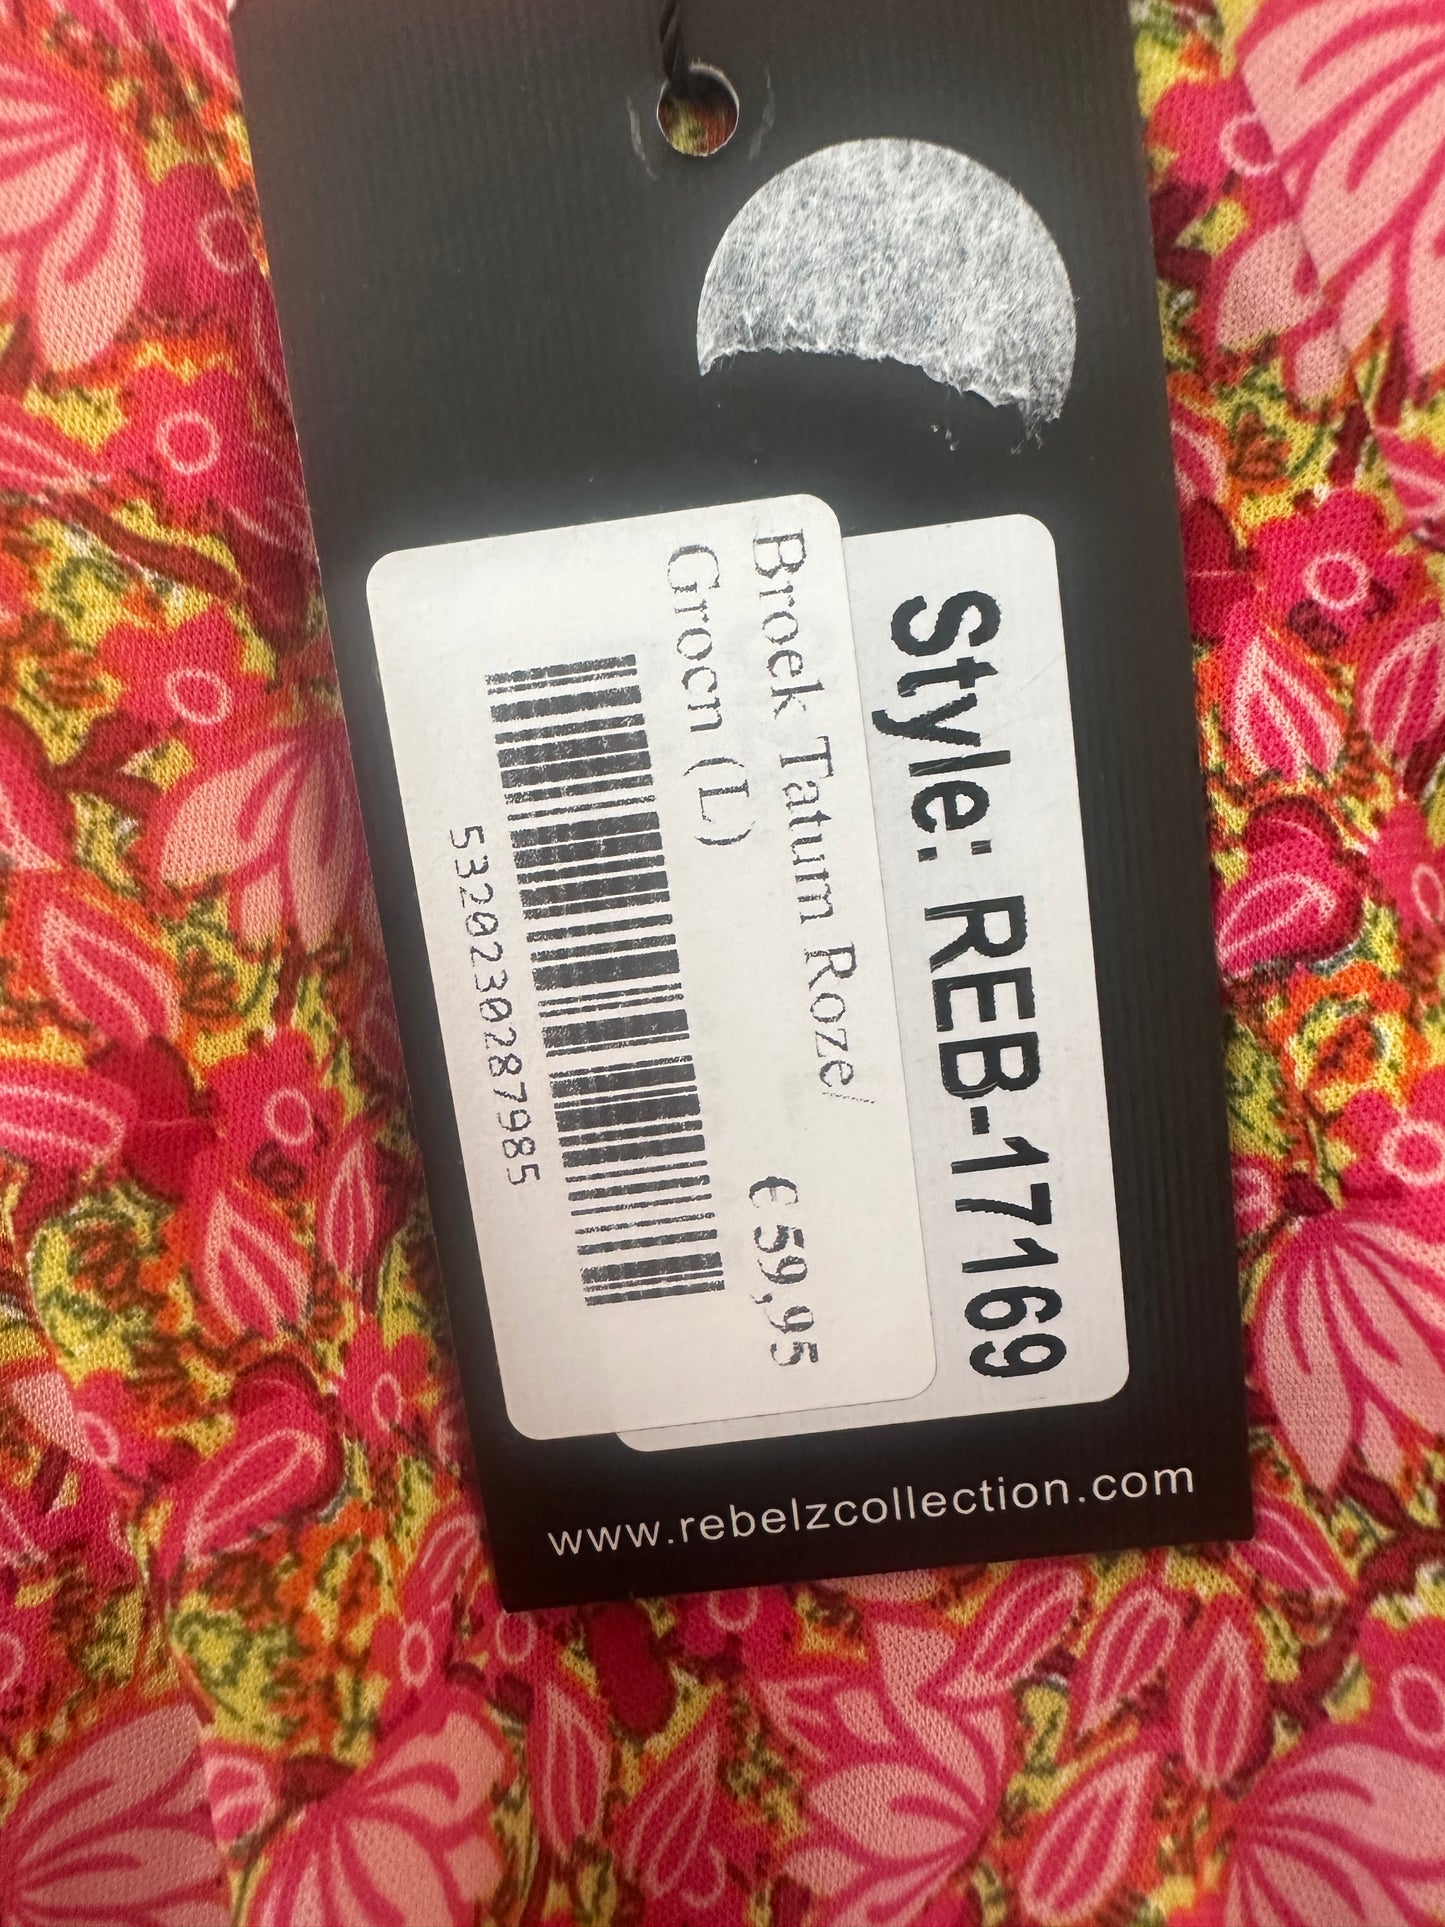 Style: REB-17169
Broek Tatum Roze/
Groen (L)
€ 59,95
5320230287985
www.rebelzcollection.com